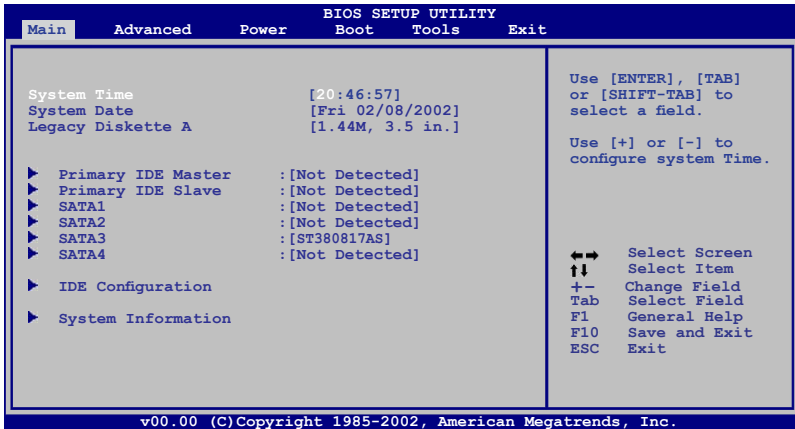 BIOS SETUP UTILITY
Main Advanced Power Boot Tools Exit
System Time [20:46:57]
System Date [Fri 02/08/2002]
Legacy Diskette A [1.44M, 3.5 in.]
Primary IDE Master :[Not Detected]
Primary IDE Slave :[Not Detected]
SATA1 :[Not Detected]
SATA2 :[Not Detected]
SATA3 :[ST380817AS]
SATA4 :[Not Detected]
IDE Configuration
System Information
Use [ENTER], [TAB]
or [SHIFT-TAB] to
select a field.
Use [+] or [-] to
configure system Time.
←→ Select Screen
↑↓ Select Item
+- Change Field
Tab Select Field
F1 General Help
F10 Save and Exit
ESC Exit
v00.00 (C)Copyright 1985-2002, American Megatrends, Inc.